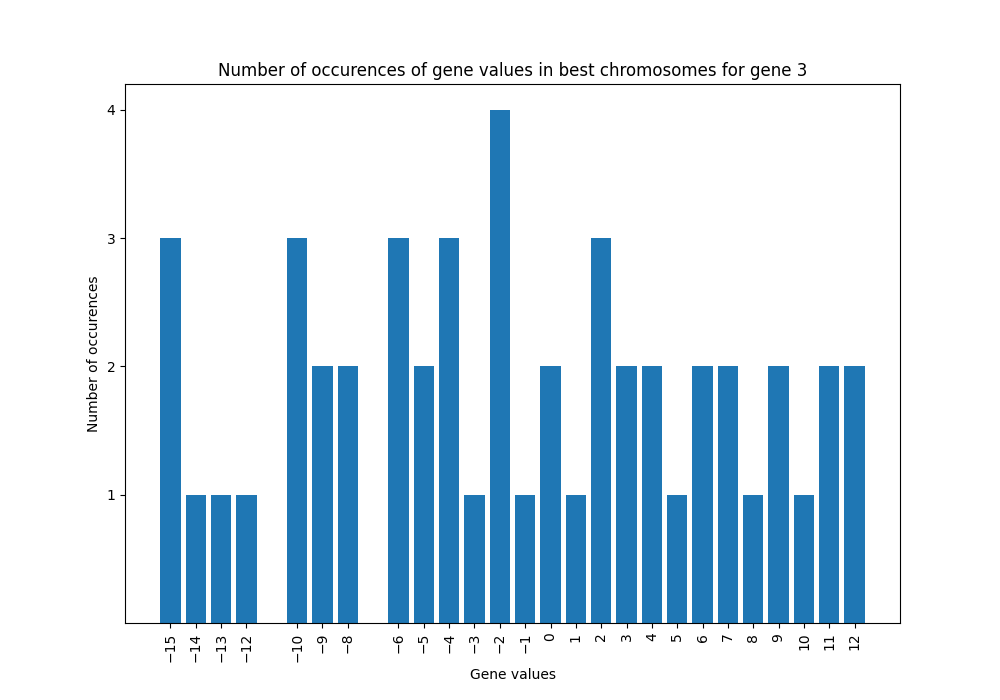 Number of occurences of gene values in best chromosomes for gene 3
4
3
2
1
Number of occurences
−15 −14 −13 −12 −10 −9 −8 −6 −5 −4 −3 −2 −1 0 1 2 3 4 5 6 7 8 9 10 11 12
Gene values